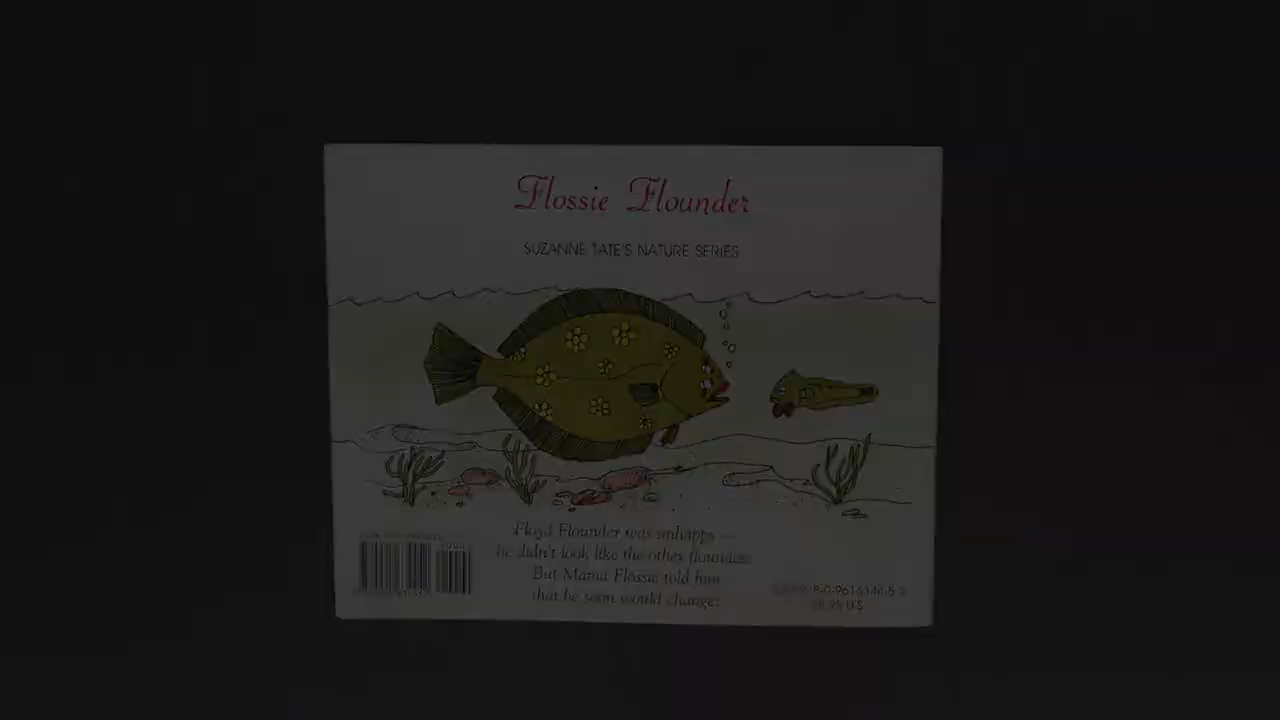 Flossie Flounder
SUZANNE TATE'S NATURE SERIES
Floyd Flounder was unhappy —
he didn't look like the other flounders.
But Mama Flossie told him
that he soon would change!